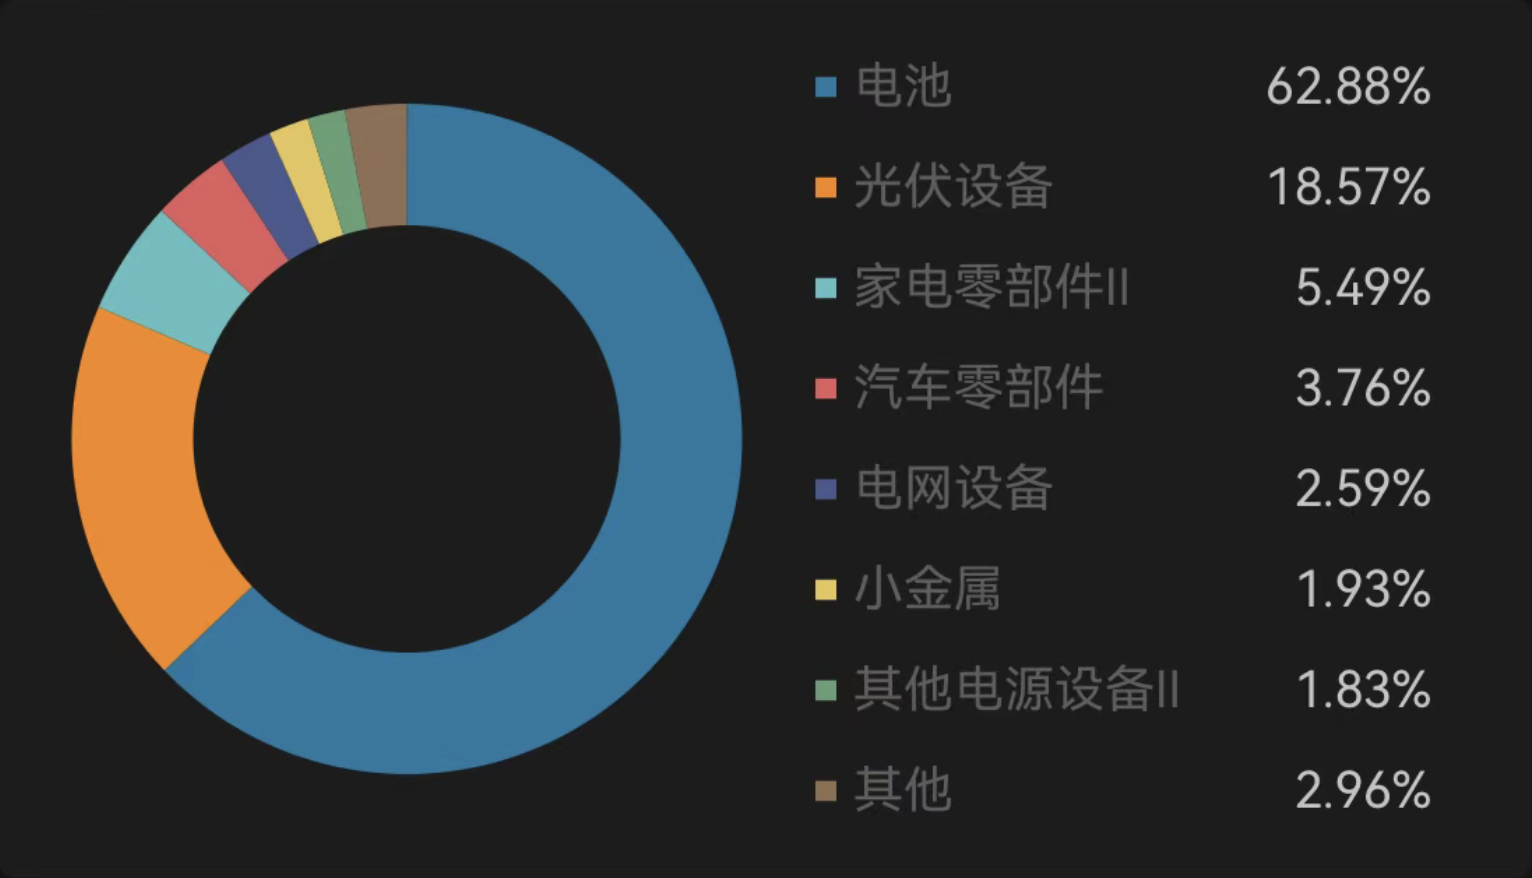 电池 62.88%
光伏设备 18.57%
家电零部件II 5.49%
汽车零部件 3.76%
电网设备 2.59%
小金属 1.93%
其他电源设备II 1.83%
其他 2.96%